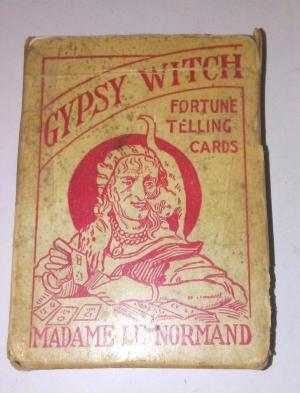 GYPSY WITCH
FORTUNE
TELLING
CARDS
MADAME LE NORMAND